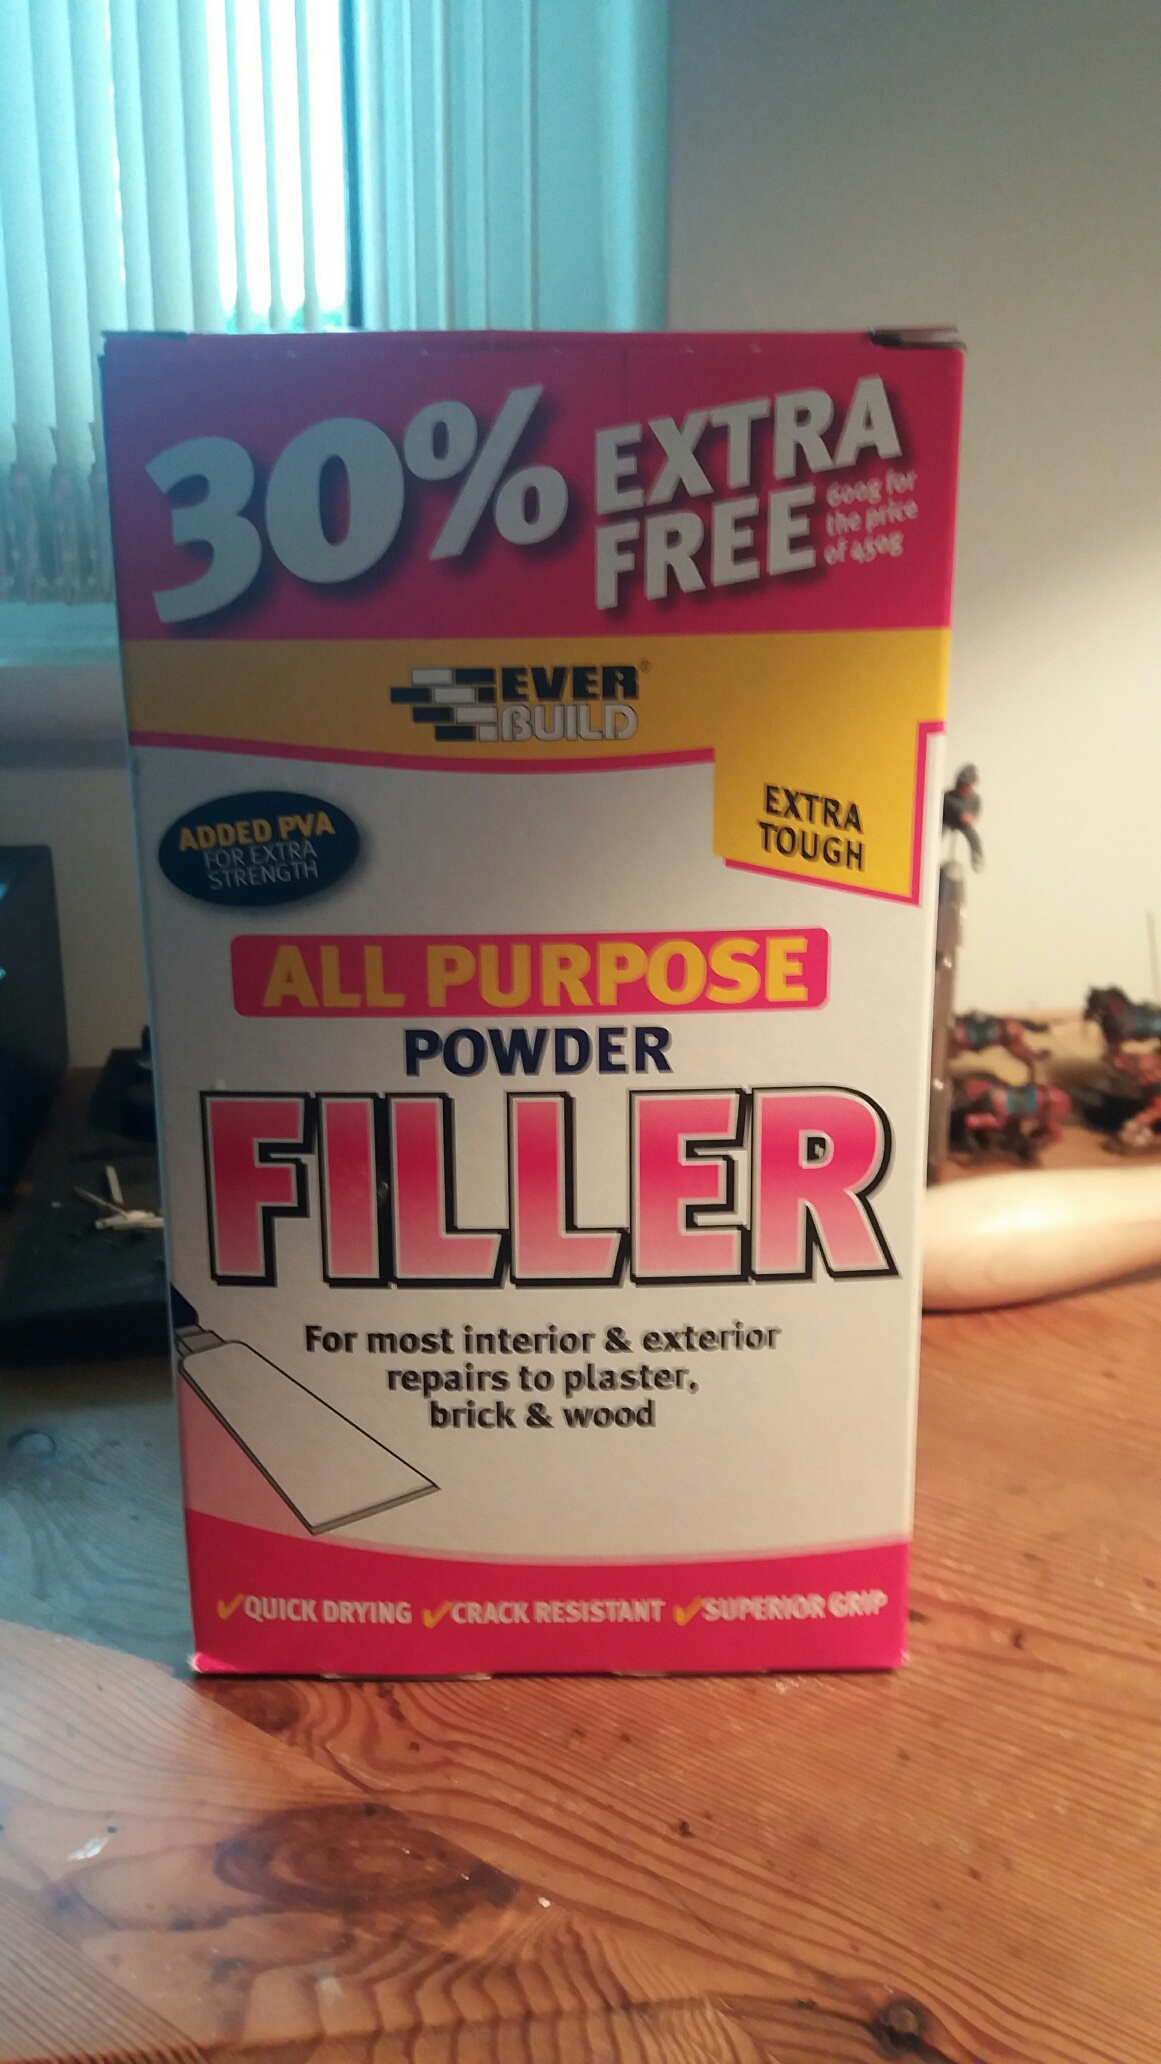 30% EXTRA
FREE
600g for
the price
of 450g
EVER
BUILD
®
EXTRA
TOUGH
ADDED PVA
FOR EXTRA
STRENGTH
ALL PURPOSE
POWDER
FILLER
For most interior & exterior
repairs to plaster,
brick & wood
✓QUICK DRYING ✓CRACK RESISTANT ✓SUPERIOR GRIP